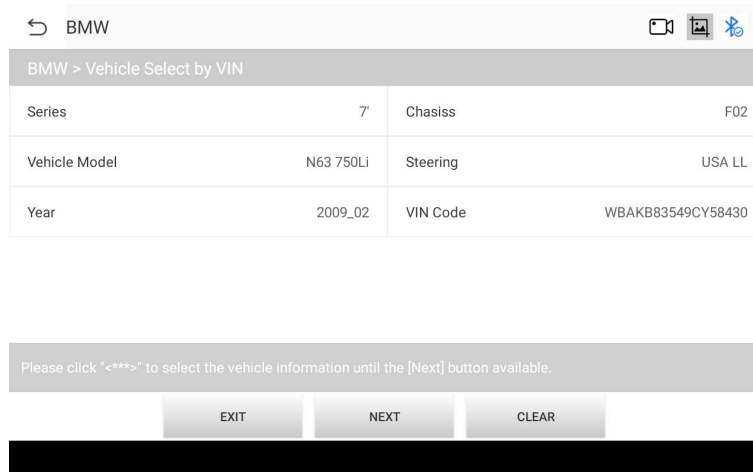 BMW
BMW > Vehicle Select by VIN
Series 7' Chasiss F02
Vehicle Model N63 750Li Steering USA LL
Year 2009_02 VIN Code WBAKB83549CY58430
Please click "<***>" to select the vehicle information until the [Next] button available.
EXIT NEXT CLEAR